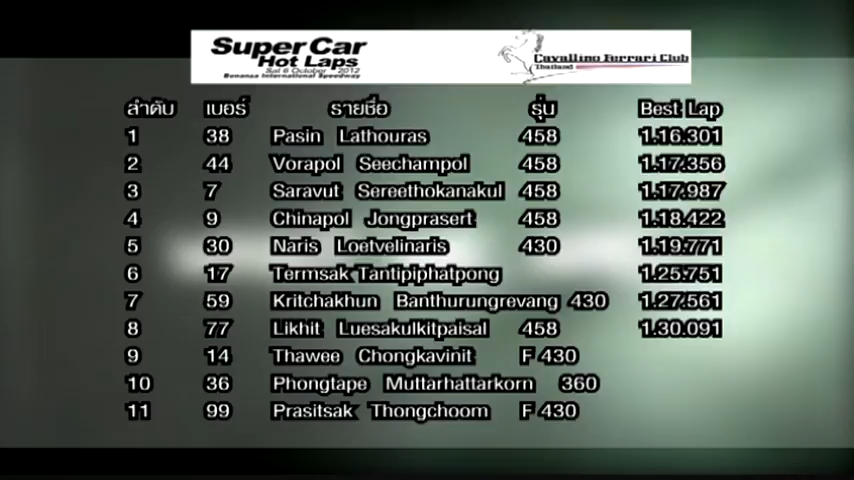 Super Car
Hot Laps
Sat 6 October 2012
Bonanza International Speedway
Cavallino Ferrari Club
Thailand
ลำดับ เบอร์ รายชื่อ รุ่น Best Lap
1 38 Pasin Lathouras 458 1.16.301
2 44 Vorapol Seechampol 458 1.17.356
3 7 Saravut Sereethokanakul 458 1.17.987
4 9 Chinapol Jongprasert 458 1.18.422
5 30 Naris Loetvelinaris 430 1.19.771
6 17 Termsak Tantipiphatpong 1.25.751
7 59 Kritchakhun Banthurungrevang 430 1.27.561
8 77 Likhit Luesakulkitpaisal 458 1.30.091
9 14 Thawee Chongkavinit F 430
10 36 Phongtape Muttarhattarkorn 360
11 99 Prasitsak Thongchoom F 430